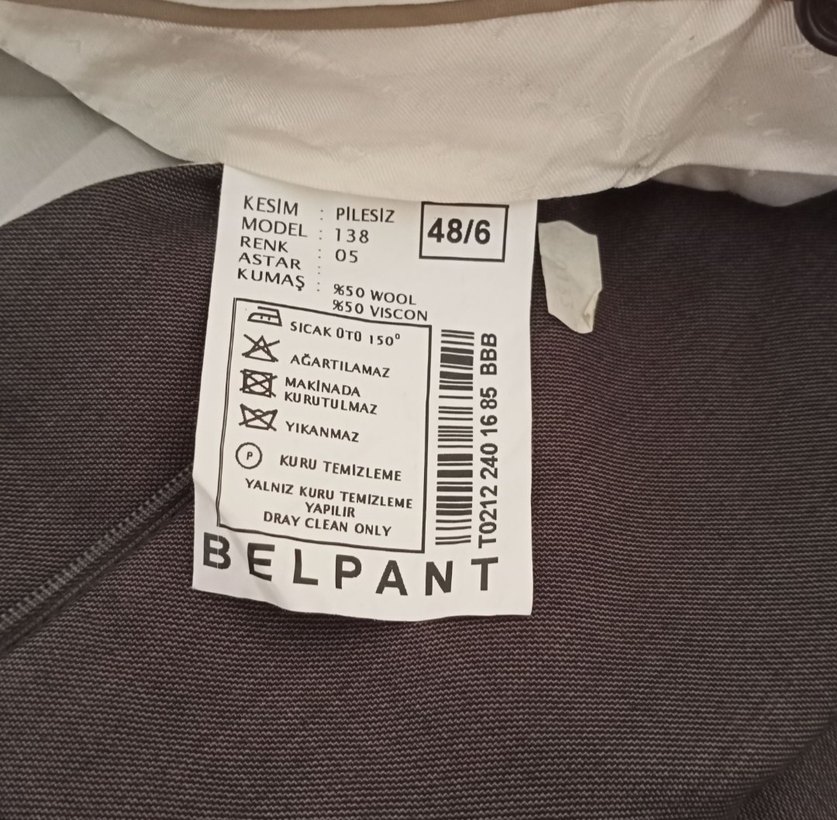 KESİM : PİLESİZ
MODEL : 138
RENK : 05
ASTAR :
KUMAŞ : %50 WOOL
%50 VISCON
48/6
SICAK ÜTÜ 150°
AĞARTILAMAZ
MAKİNADA
KURUTULMAZ
YIKANMAZ
P KURU TEMİZLEME
YALNIZ KURU TEMİZLEME
YAPILIR
DRAY CLEAN ONLY
T0212 240 16 85 BBB
BELPANT